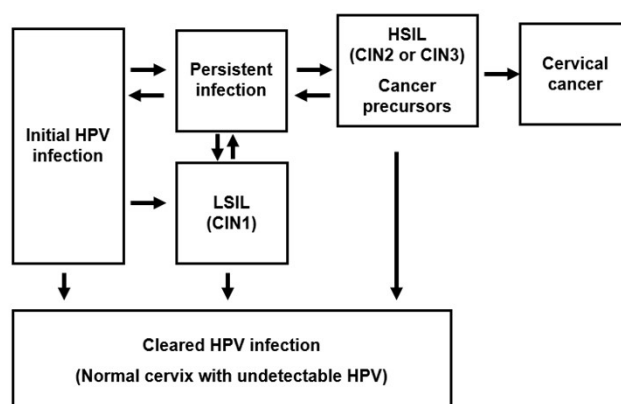 Initial HPV
infection
Persistent
infection
LSIL
(CIN1)
HSIL
(CIN2 or CIN3)
Cancer
precursors
Cervical
cancer
Cleared HPV infection
(Normal cervix with undetectable HPV)